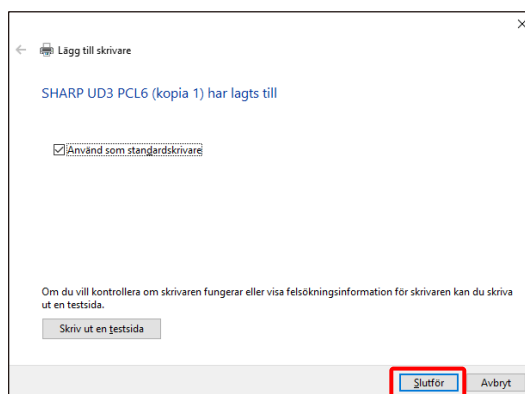 Lägg till skrivare
SHARP UD3 PCL6 (kopia 1) har lagts till
Använd som standardskrivare
Om du vill kontrollera om skrivaren fungerar eller visa felsökningsinformation för skrivaren kan du skriva
ut en testsida.
Skriv ut en testsida
Slutför
Avbryt